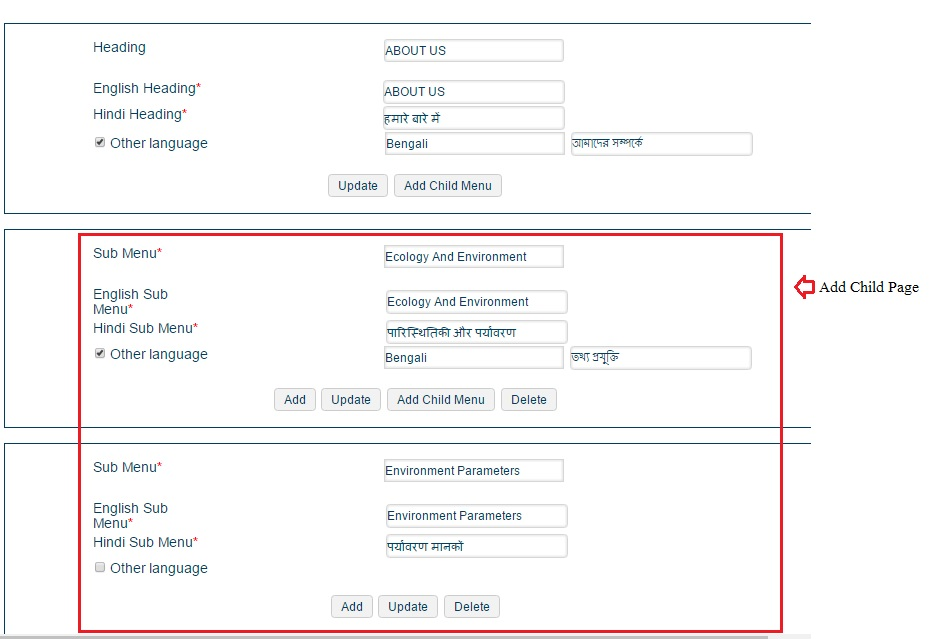 Heading ABOUT US
English Heading* ABOUT US
Hindi Heading* हमारे बारे में
Other language Bengali আমাদের সম্পর্কে
Update Add Child Menu
Sub Menu* Ecology And Environment
Add Child Page
English Sub
Menu* Ecology And Environment
Hindi Sub Menu* पारिस्थितिकी और पर्यावरण
Other language Bengali তথ্য প্রযুক্তি
Add Update Add Child Menu Delete
Sub Menu* Environment Parameters
English Sub
Menu* Environment Parameters
Hindi Sub Menu* पर्यावरण मानकों
Other language
Add Update Delete